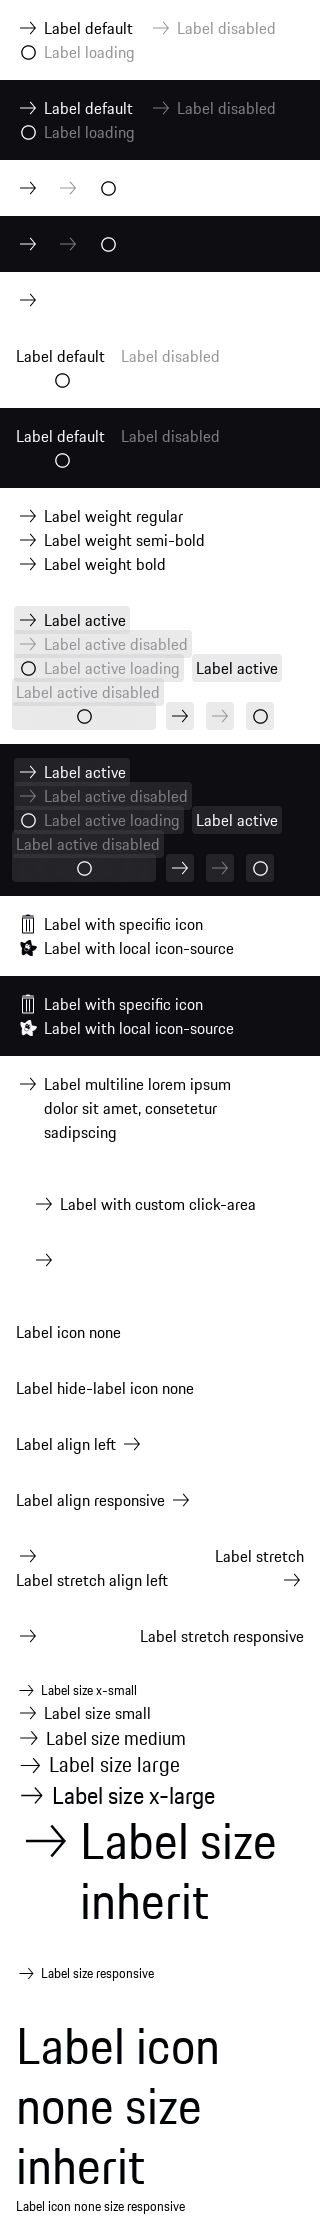 Label default Label disabled
Label loading
Label default Label disabled
Label loading
Label default Label disabled
Label default Label disabled
Label weight regular
Label weight semi-bold
Label weight bold
Label active
Label active disabled
Label active loading Label active
Label active disabled
Label active
Label active disabled
Label active loading Label active
Label active disabled
Label with specific icon
Label with local icon-source
Label with specific icon
Label with local icon-source
Label multiline lorem ipsum
dolor sit amet, consetetur
sadipscing
Label with custom click-area
Label icon none
Label hide-label icon none
Label align left
Label align responsive
Label stretch
Label stretch align left
Label stretch responsive
Label size x-small
Label size small
Label size medium
Label size large
Label size x-large
Label size
inherit
Label size responsive
Label icon
none size
inherit
Label icon none size responsive